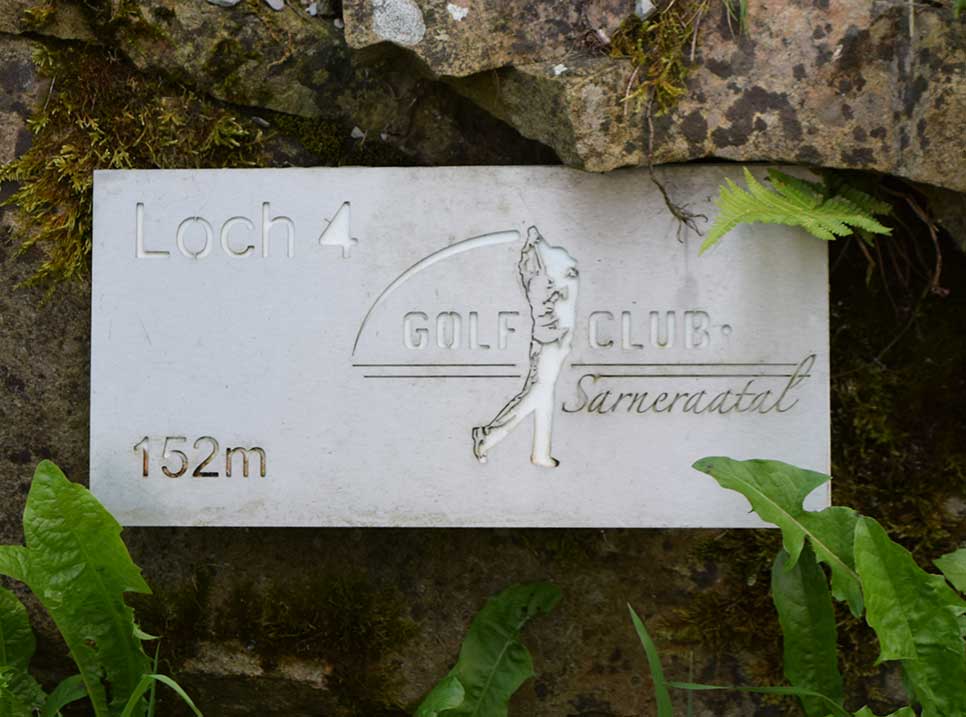 Loch 4
GOLF CLUB
Sarneraatal
152m